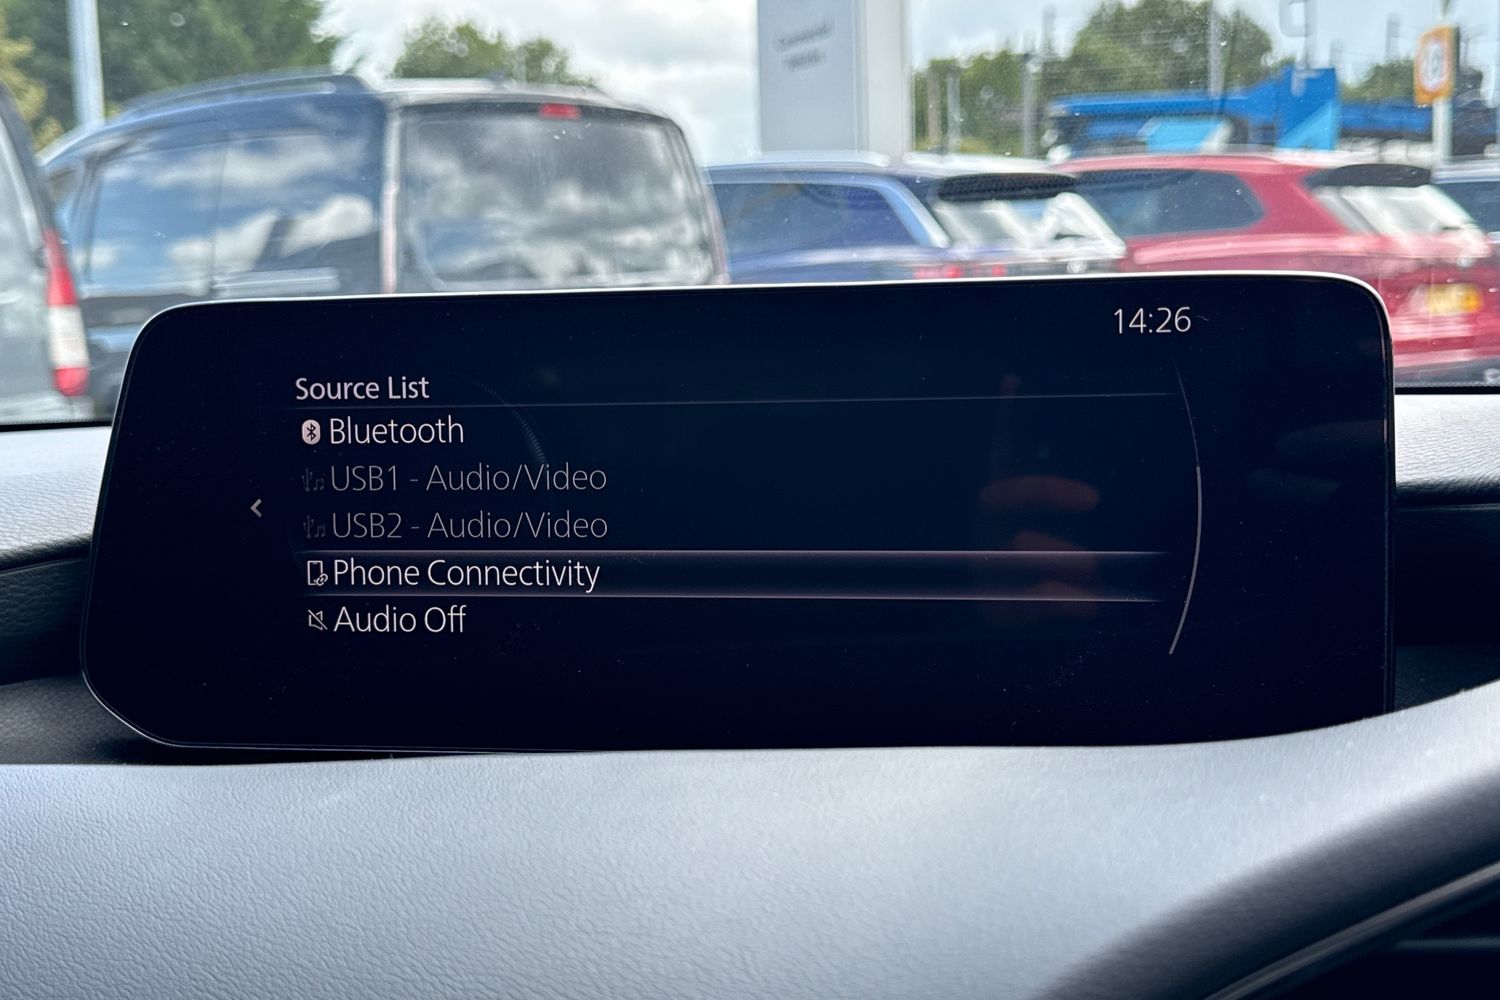 14:26
Source List
Bluetooth
USB1 - Audio/Video
USB2 - Audio/Video
Phone Connectivity
Audio Off